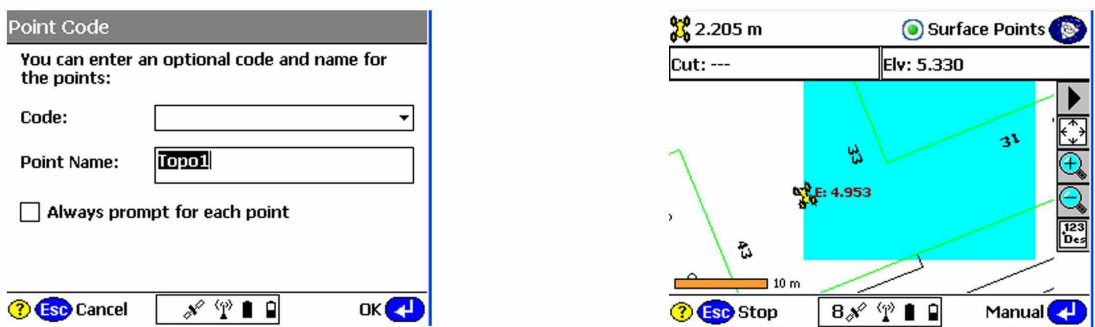 Point Code
You can enter an optional code and name for
the points:
Code:
Point Name: Topo1
Always prompt for each point
? Esc Cancel
OK
2.205 m
Surface Points
Cut: ---
Elv: 5.330
33
31
E: 4.953
43
123
Des
10 m
? Esc Stop
8
Manual